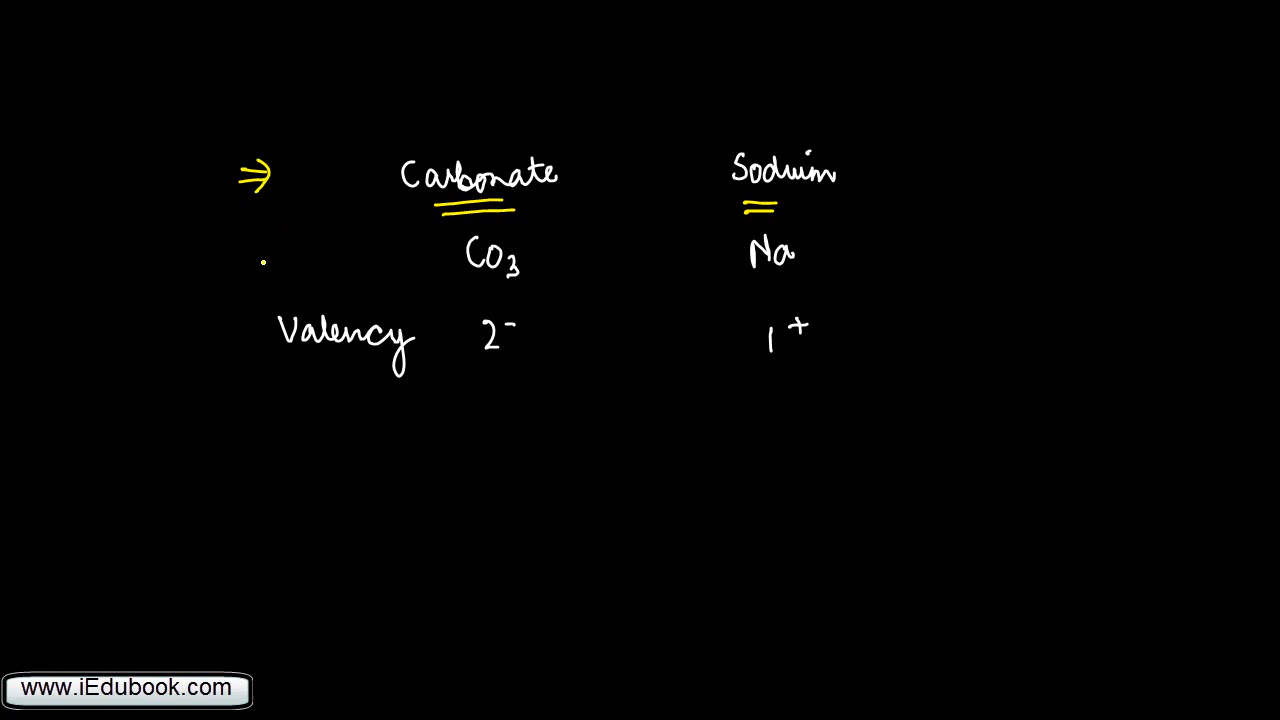 ⇒ Carbonate Sodium
CO₃ Na
Valency 2⁻ 1⁺
www.iEdubook.com